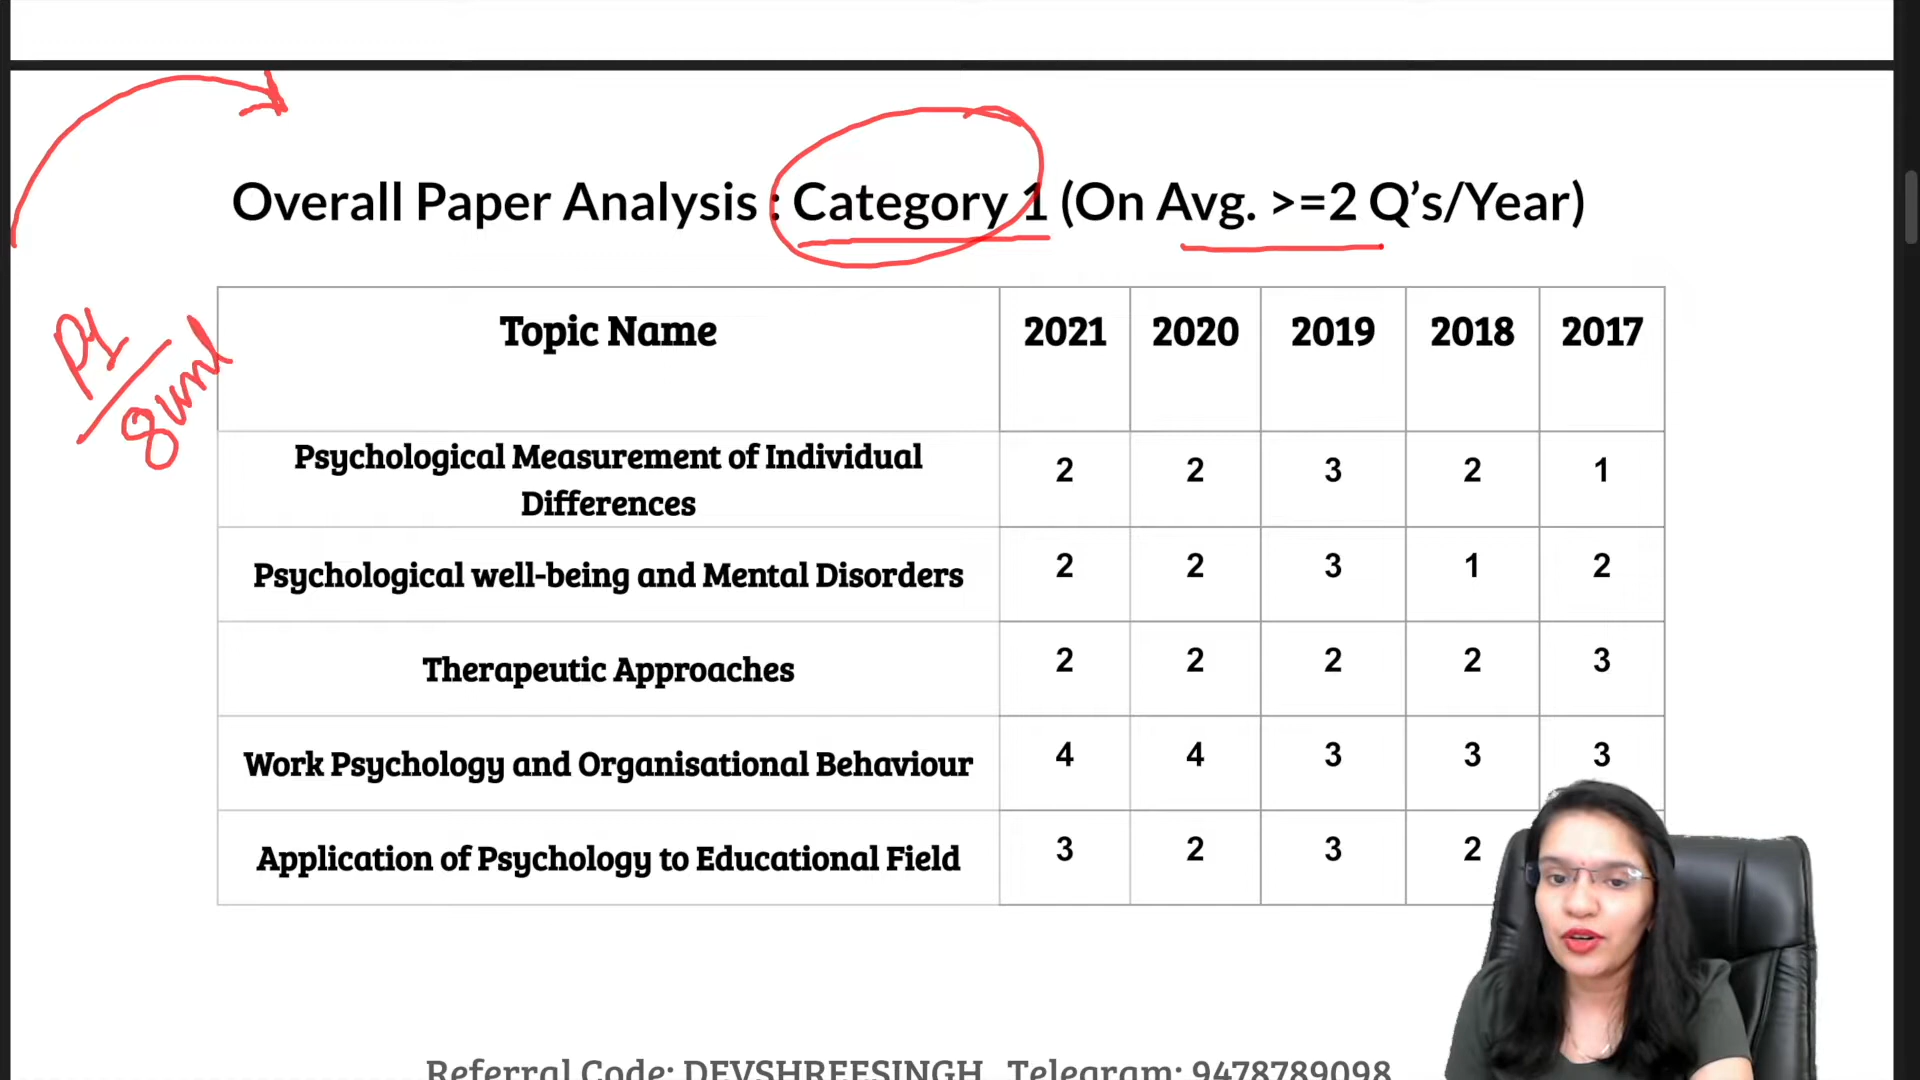 Overall Paper Analysis : Category 1 (On Avg. >=2 Q's/Year)
Topic Name 2021 2020 2019 2018 2017
Psychological Measurement of Individual
Differences 2 2 3 2 1
Psychological well-being and Mental Disorders 2 2 3 1 2
Therapeutic Approaches 2 2 2 2 3
Work Psychology and Organisational Behaviour 4 4 3 3 3
Application of Psychology to Educational Field 3 2 3 2
Referral Code: DEVSHREESINGH Telegram: 9478789098